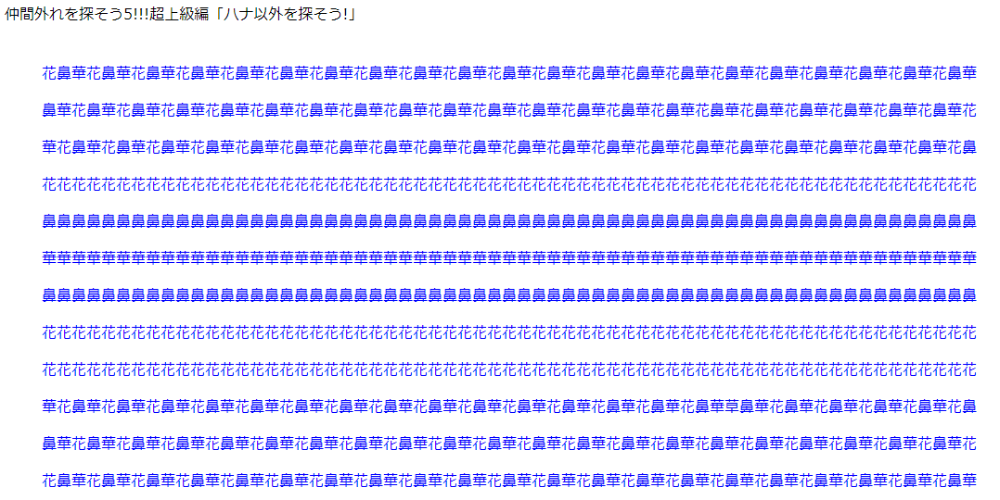 仲間外れを探そう5!!!超上級編「ハナ以外を探そう!」
花鼻華花鼻華花鼻華花鼻華花鼻華花鼻華花鼻華花鼻華花鼻華花鼻華花鼻華花鼻華花鼻華花鼻華花鼻華花鼻華花鼻華花鼻華花鼻華花鼻華花鼻華
鼻華花鼻華花鼻華花鼻華花鼻華花鼻華花鼻華花鼻華花鼻華花鼻華花鼻華花鼻華花鼻華花鼻華花鼻華花鼻華花鼻華花鼻華花鼻華花鼻華花鼻華花
華花鼻華花鼻華花鼻華花鼻華花鼻華花鼻華花鼻華花鼻華花鼻華花鼻華花鼻華花鼻華花鼻華花鼻華花鼻華花鼻華花鼻華花鼻華花鼻華花鼻華花鼻
花花花花花花花花花花花花花花花花花花花花花花花花花花花花花花花花花花花花花花花花花花花花花花花花花花花花花花花花花花花花花花花
鼻鼻鼻鼻鼻鼻鼻鼻鼻鼻鼻鼻鼻鼻鼻鼻鼻鼻鼻鼻鼻鼻鼻鼻鼻鼻鼻鼻鼻鼻鼻鼻鼻鼻鼻鼻鼻鼻鼻鼻鼻鼻鼻鼻鼻鼻鼻鼻鼻鼻鼻鼻鼻鼻鼻鼻鼻鼻鼻鼻鼻鼻鼻
華華華華華華華華華華華華華華華華華華華華華華華華華華華華華華華華華華華華華華華華華華華華華華華華華華華華華華華華華華華華華華華
鼻鼻鼻鼻鼻鼻鼻鼻鼻鼻鼻鼻鼻鼻鼻鼻鼻鼻鼻鼻鼻鼻鼻鼻鼻鼻鼻鼻鼻鼻鼻鼻鼻鼻鼻鼻鼻鼻鼻鼻鼻鼻鼻鼻鼻鼻鼻鼻鼻鼻鼻鼻鼻鼻鼻鼻鼻鼻鼻鼻鼻鼻鼻
花花花花花花花花花花花花花花花花花花花花花花花花花花花花花花花花花花花花花花花花花花花花花花花花花花花花花花花花花花花花花花花
花花花花花花花花花花花花花花花花花花花花花花花花花花花花花花花花花花花花花花花花花花花花花花花花花花花花花花花花花花花花花花花
華花鼻華花鼻華花鼻華花鼻華花鼻華花鼻華花鼻華花鼻華花鼻華花鼻華花鼻華花鼻華花鼻華花鼻華花鼻華草鼻華花鼻華花鼻華花鼻華花鼻華花鼻
鼻華花鼻華花鼻華花鼻華花鼻華花鼻華花鼻華花鼻華花鼻華花鼻華花鼻華花鼻華花鼻華花鼻華花鼻華花鼻華花鼻華花鼻華花鼻華花鼻華花鼻華花
花鼻華花鼻華花鼻華花鼻華花鼻華花鼻華花鼻華花鼻華花鼻華花鼻華花鼻華花鼻華花鼻華花鼻華花鼻華花鼻華花鼻華花鼻華花鼻華花鼻華花鼻華